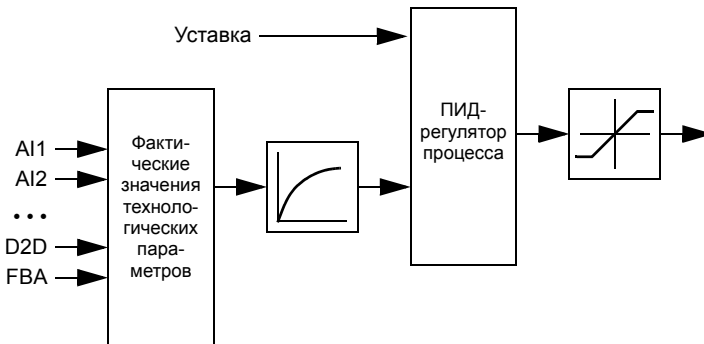 Уставка
ПИД-
регулятор
процесса
AI1
AI2
• • •
D2D
FBA
Факти-
ческие
значения
техноло-
гических
пара-
метров